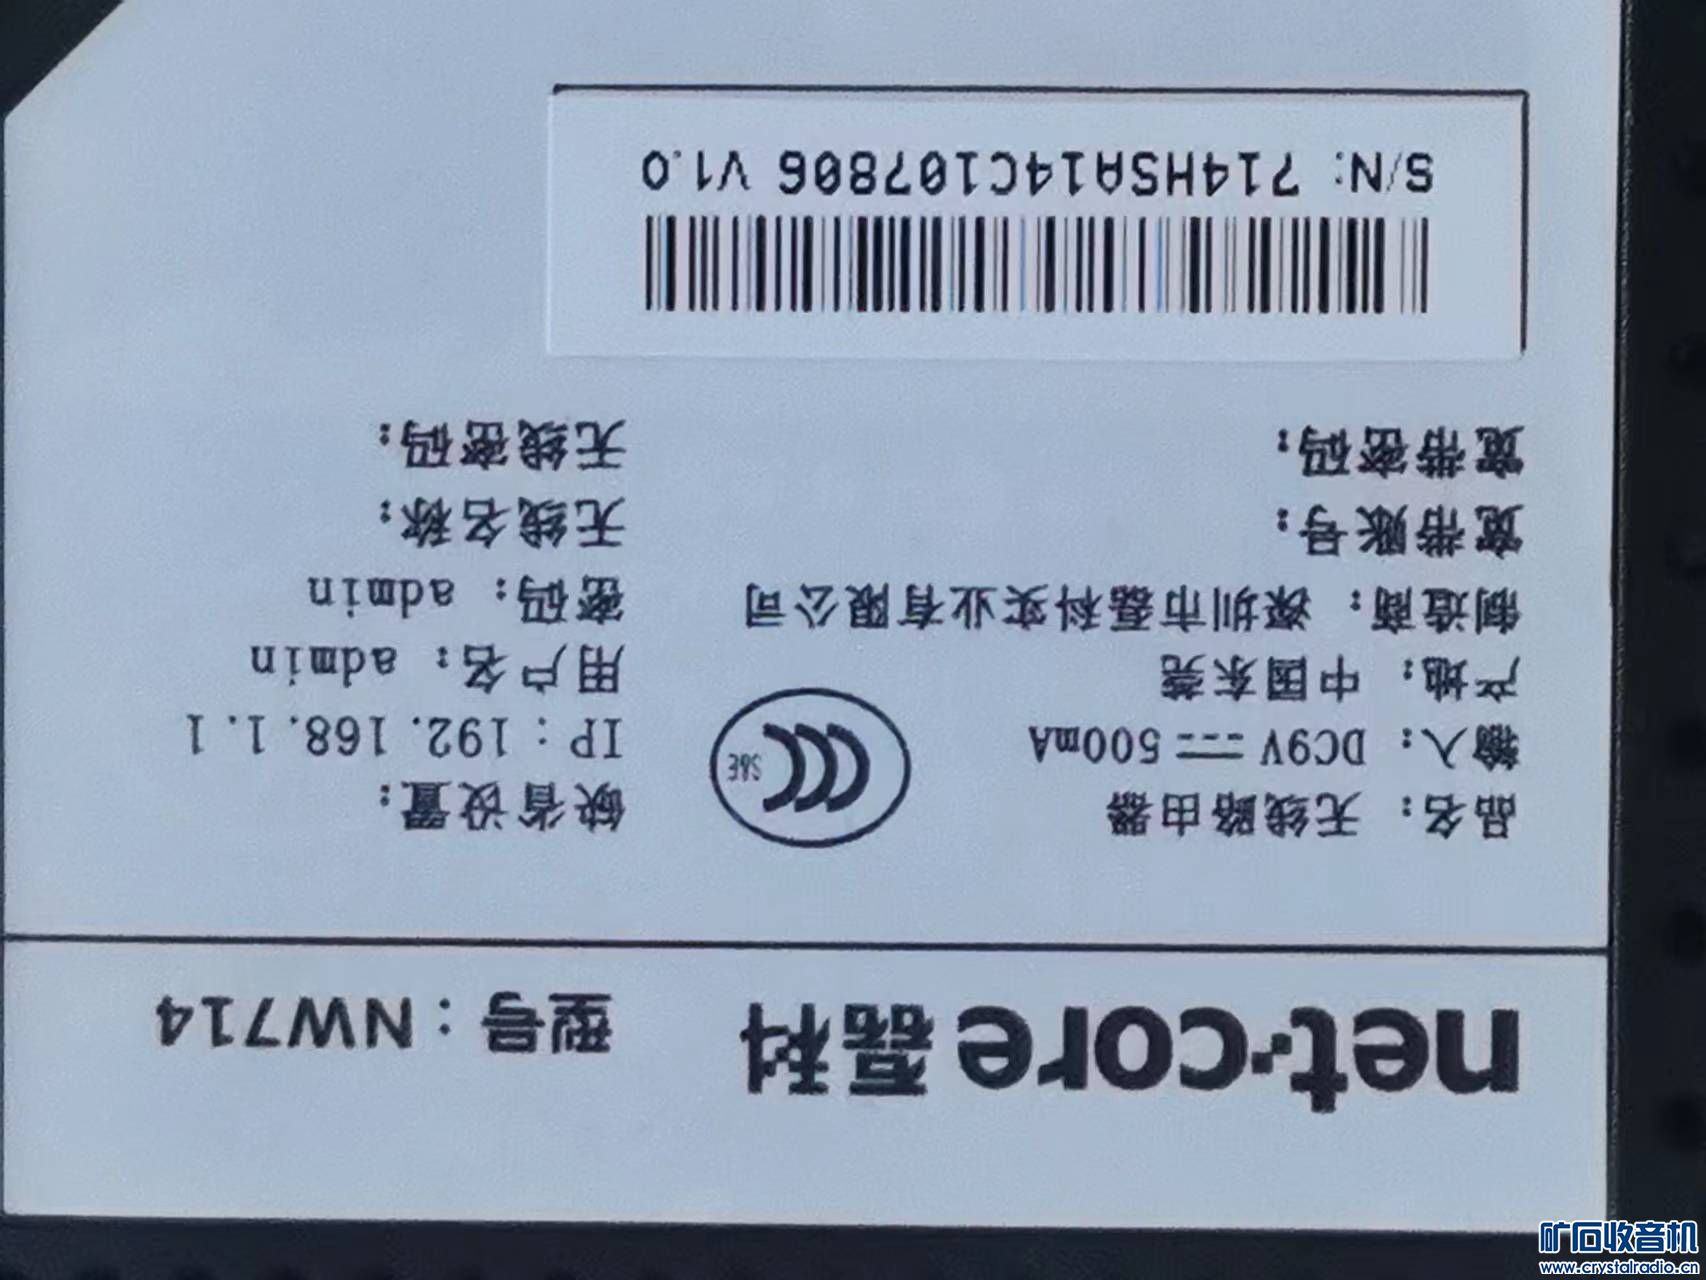 net·core 磊科 型号：NW714
品名：无线路由器
输入：DC9V 500mA
产地：中国东莞
制造商：深圳市磊科实业有限公司
宽带账号：
宽带密码：
S&E
缺省设置：
IP：192.168.1.1
用户名：admin
密码：admin
无线名称：
无线密码：
S/N: 714HSA14C107806 V1.0
矿石收音机
www.crystalradio.cn